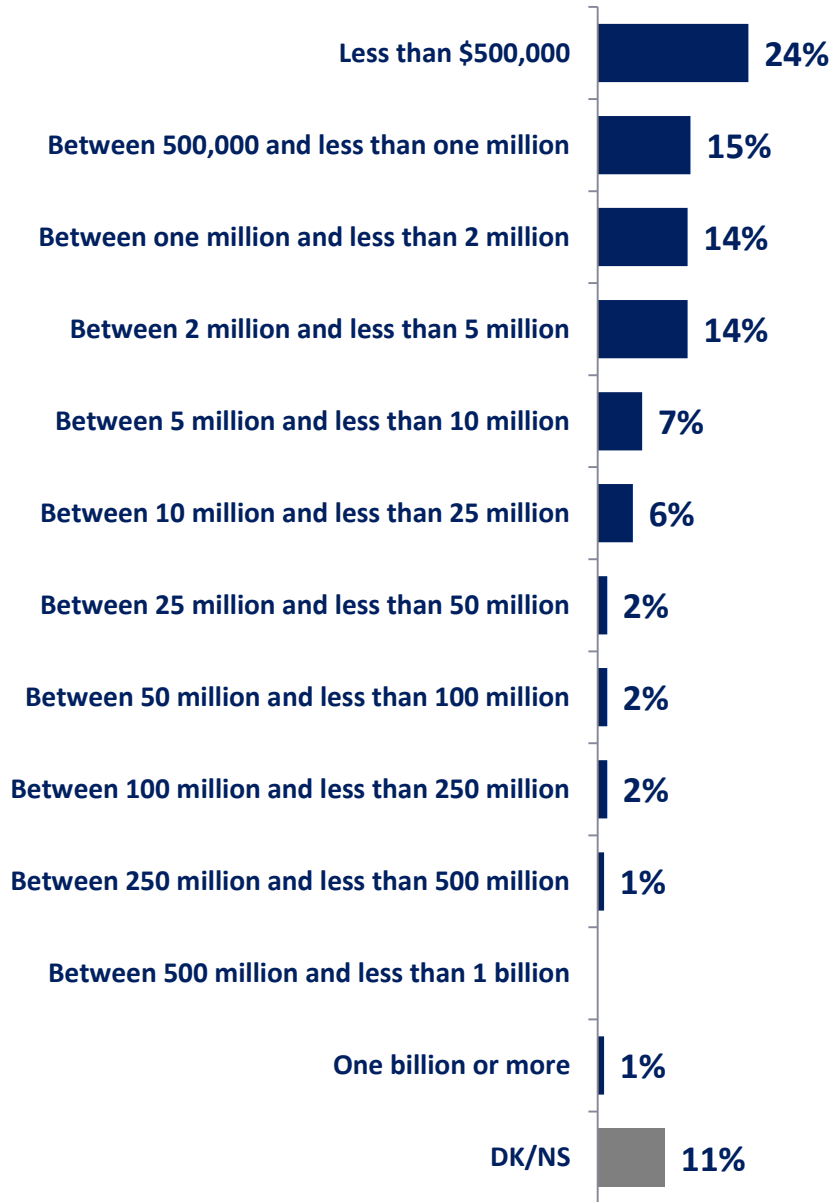 Less than $500,000 24%
Between 500,000 and less than one million 15%
Between one million and less than 2 million 14%
Between 2 million and less than 5 million 14%
Between 5 million and less than 10 million 7%
Between 10 million and less than 25 million 6%
Between 25 million and less than 50 million 2%
Between 50 million and less than 100 million 2%
Between 100 million and less than 250 million 2%
Between 250 million and less than 500 million 1%
Between 500 million and less than 1 billion
One billion or more 1%
DK/NS 11%